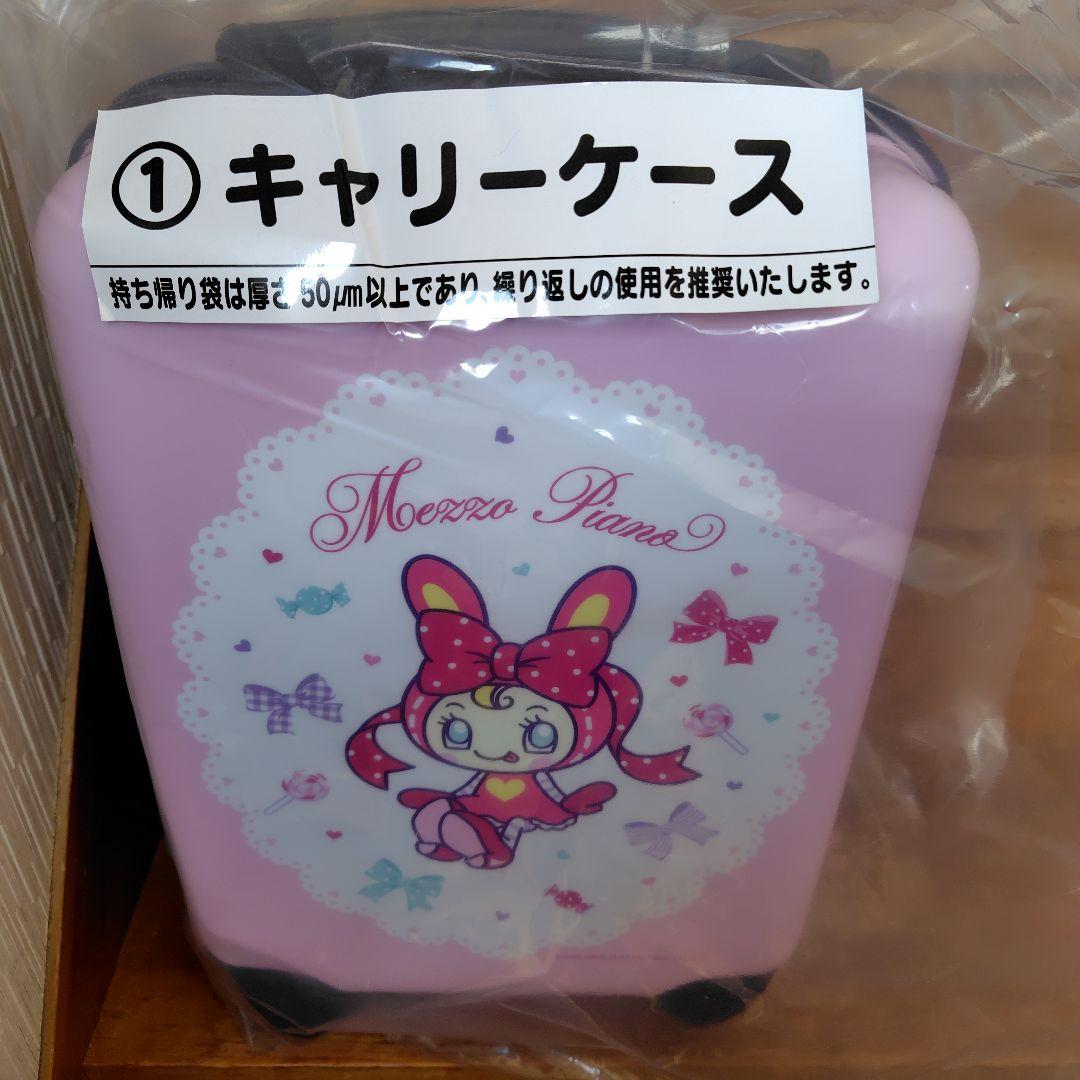 ①キャリーケース
持ち帰り袋は厚さ50μm以上であり、繰り返しの使用を推奨いたします。
Mezzo Piano